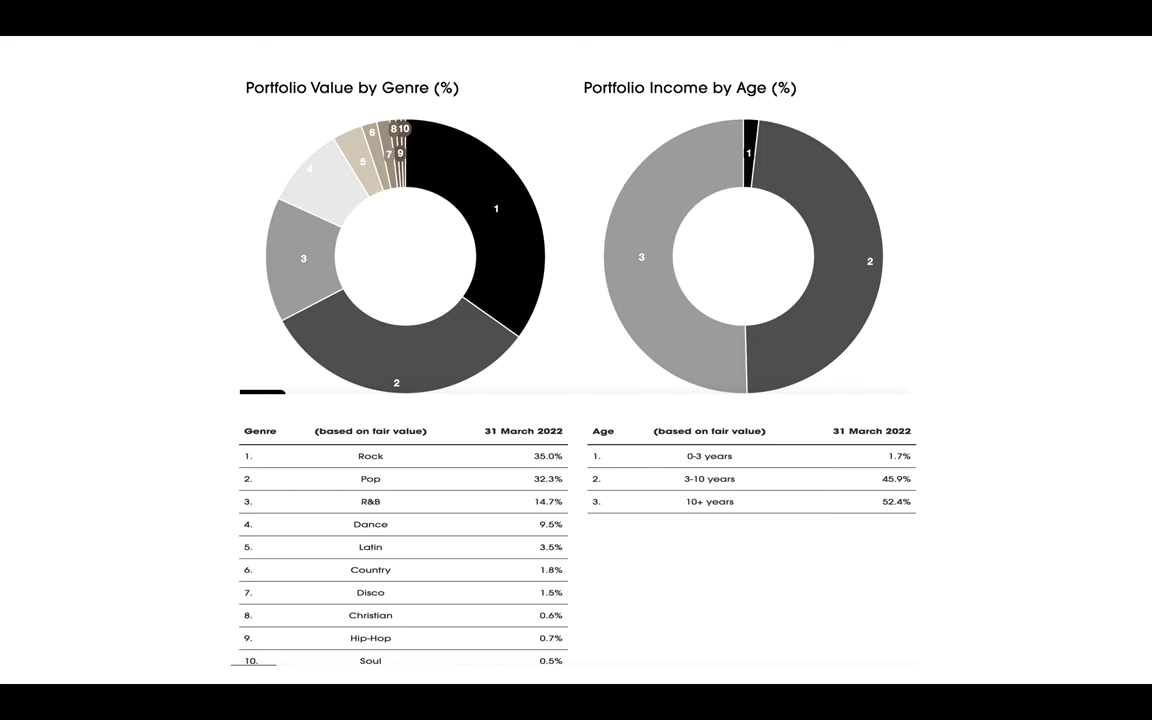 Portfolio Value by Genre (%)
1
2
3
4
5
6
7
8
9
10
Portfolio Income by Age (%)
1
2
3
Genre (based on fair value) 31 March 2022
1. Rock 35.0%
2. Pop 32.3%
3. R&B 14.7%
4. Dance 9.5%
5. Latin 3.5%
6. Country 1.8%
7. Disco 1.5%
8. Christian 0.6%
9. Hip-Hop 0.7%
10. Soul 0.5%
Age (based on fair value) 31 March 2022
1. 0-3 years 1.7%
2. 3-10 years 45.9%
3. 10+ years 52.4%